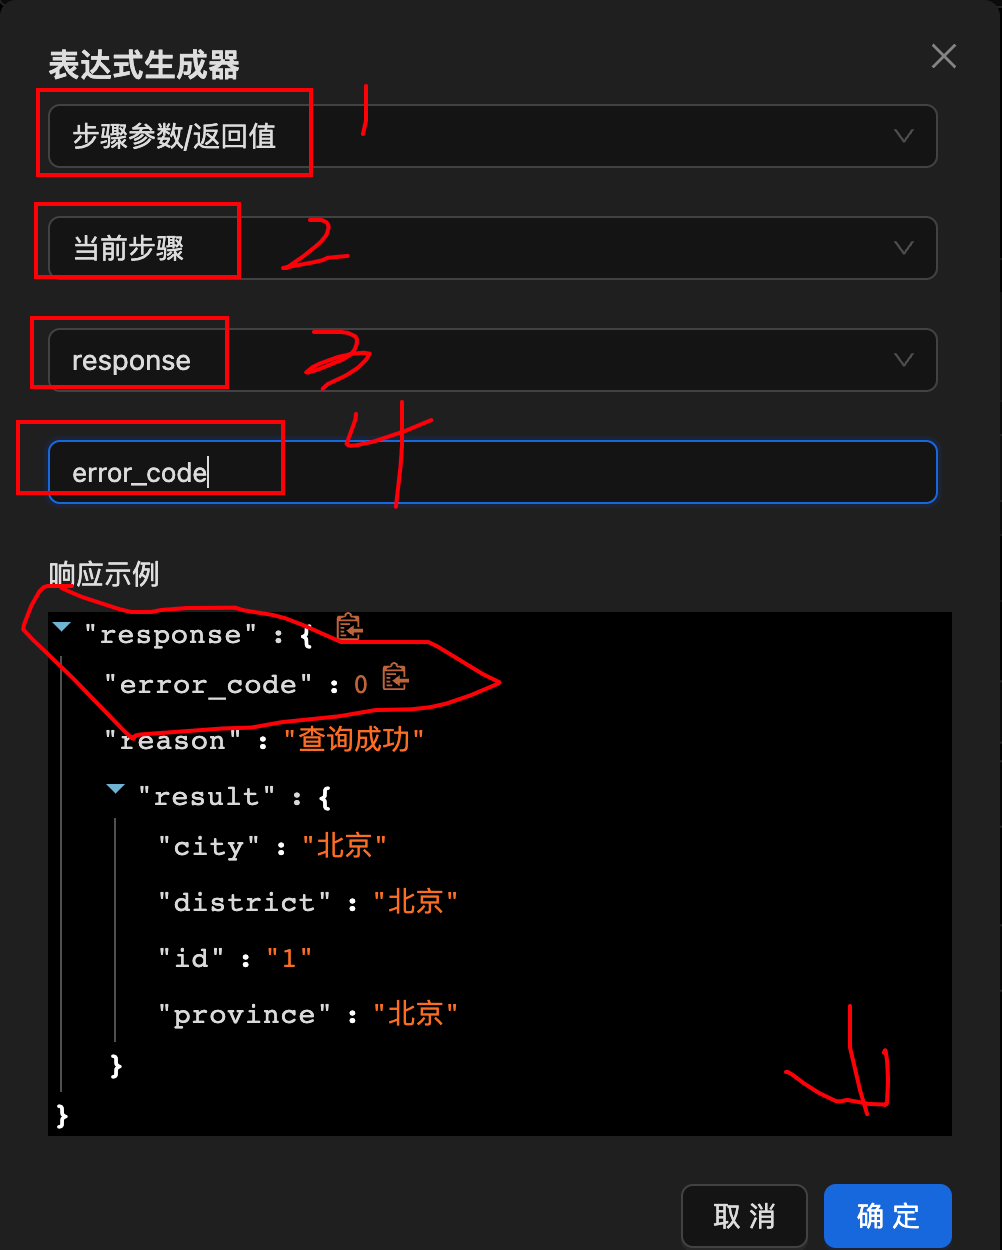 表达式生成器
步骤参数/返回值 1
当前步骤 2
response 3
error_code 4
响应示例
"response" : {
"error_code" : 0
"reason" : "查询成功"
"result" : {
"city" : "北京"
"district" : "北京"
"id" : "1"
"province" : "北京"
}
}
取 消 确 定